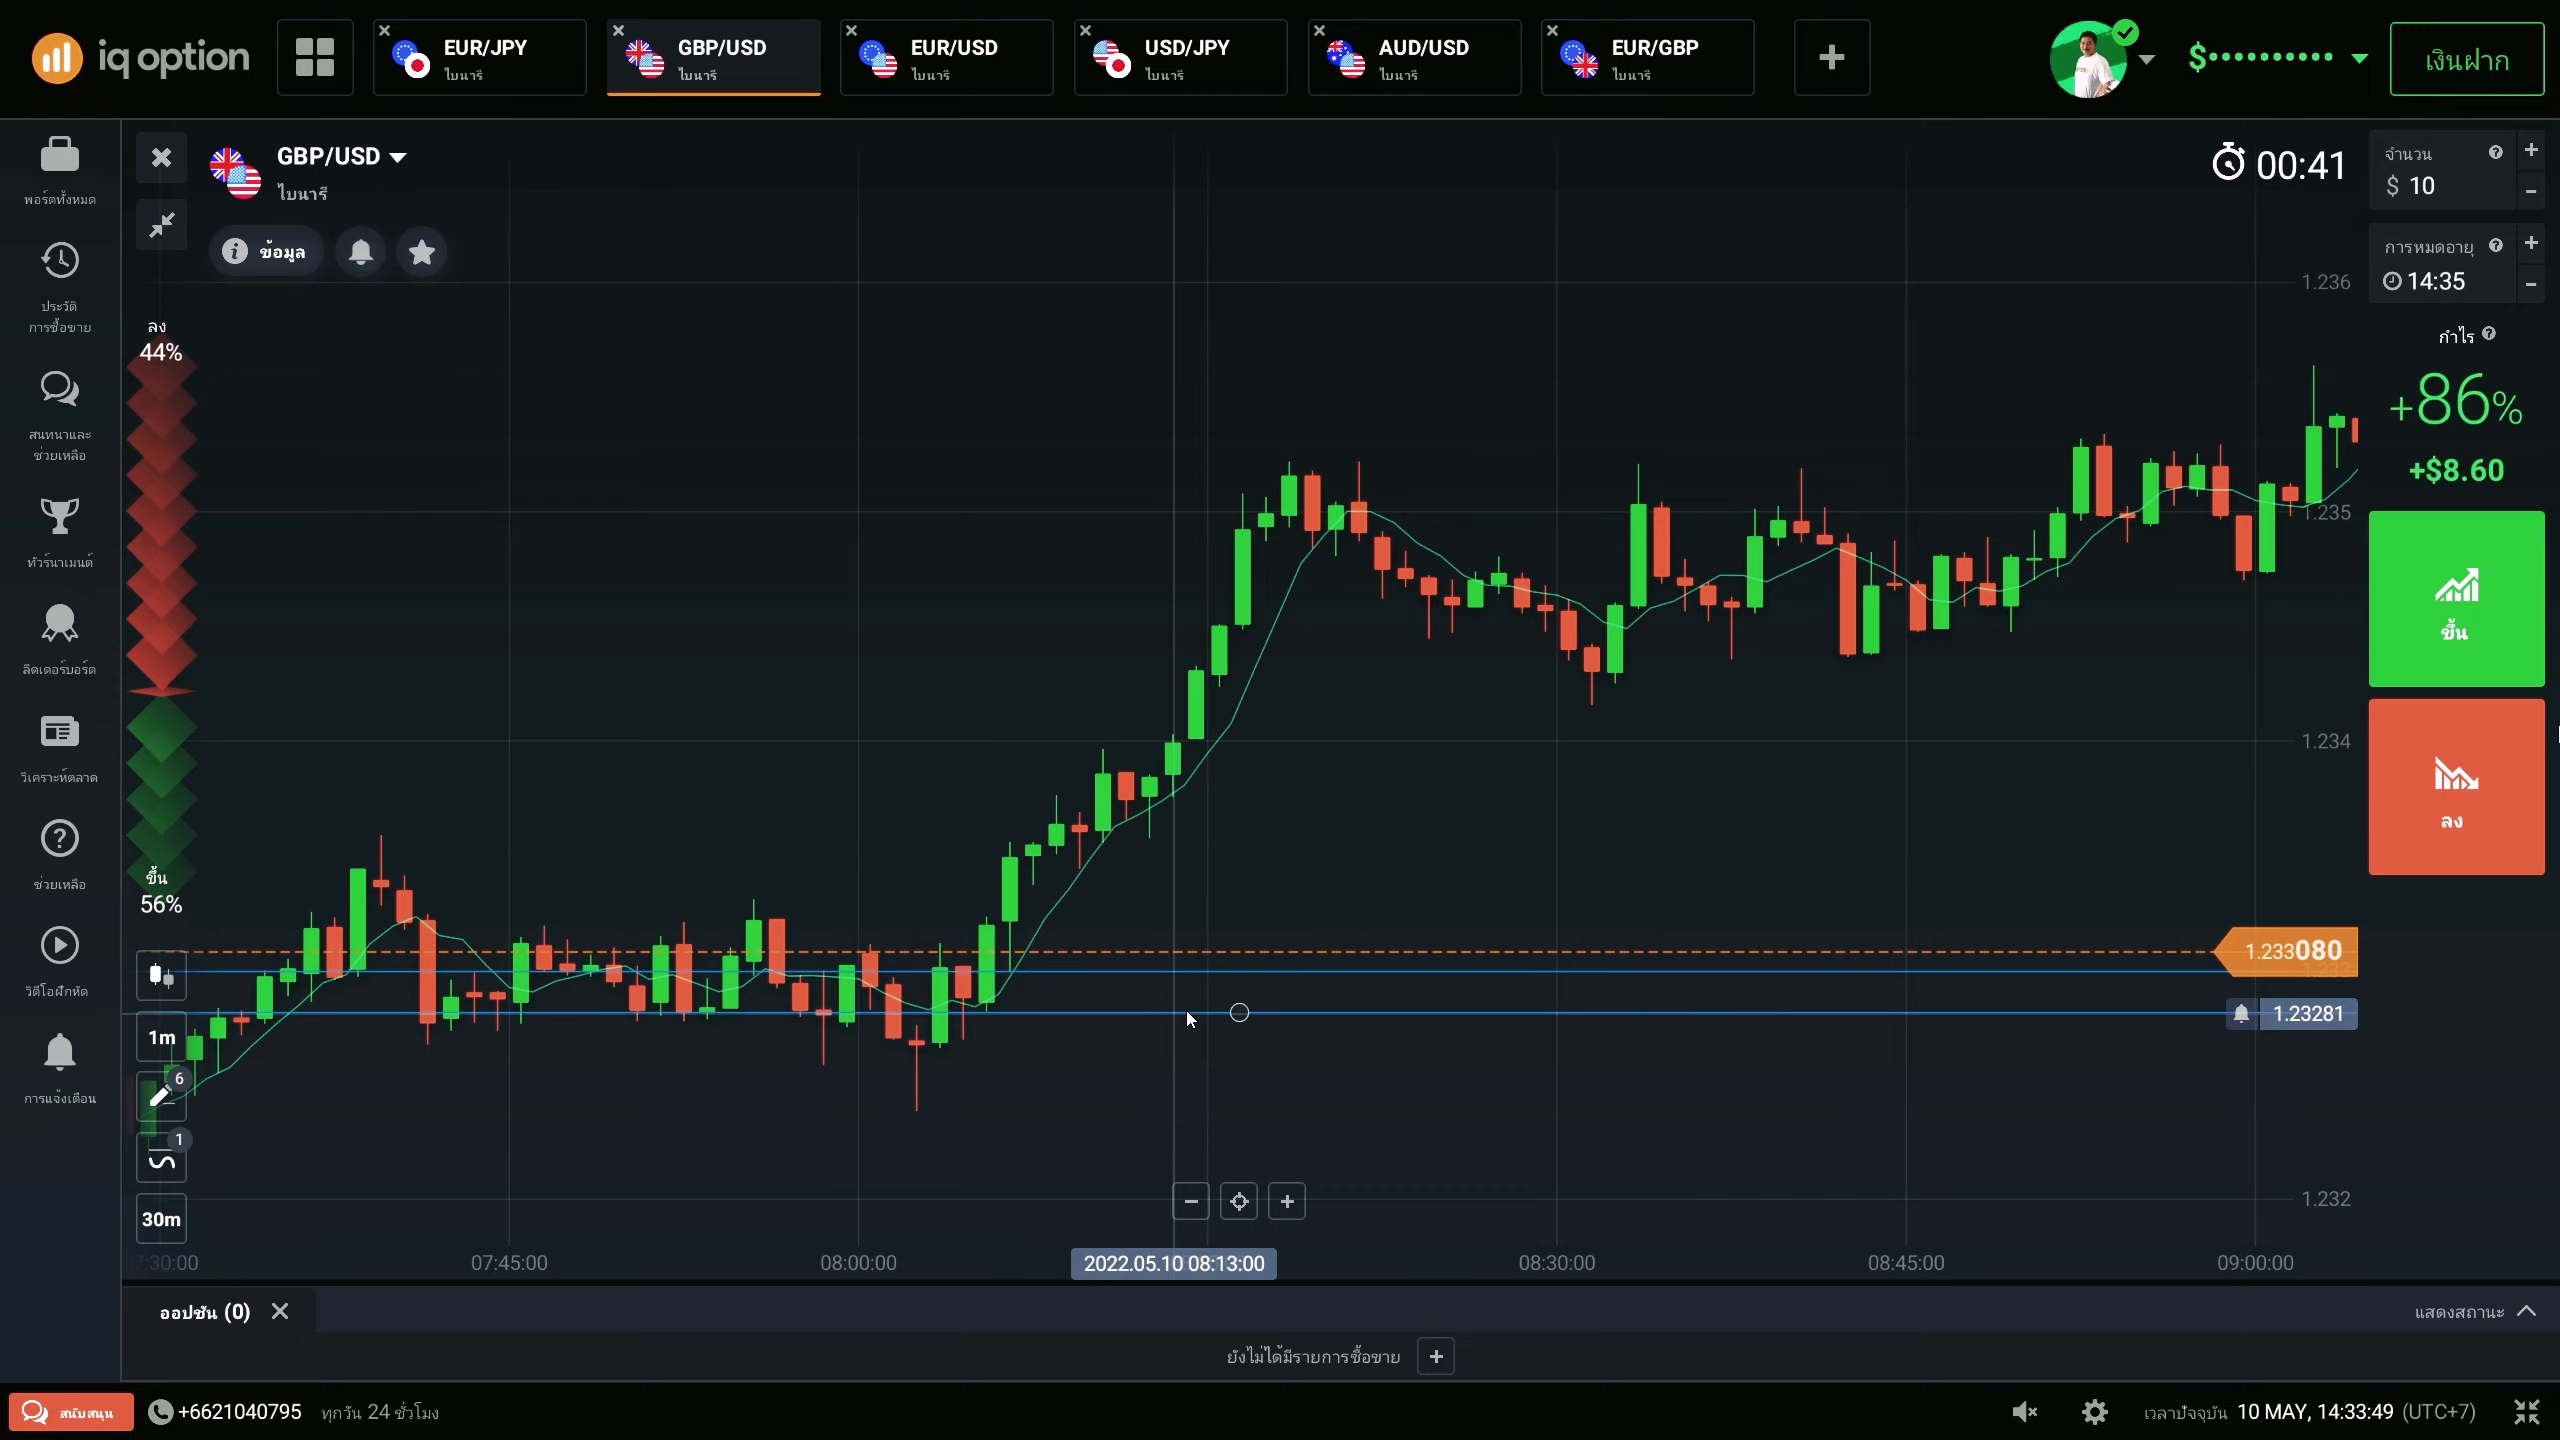 iq option
EUR/JPY
ไบนารี
GBP/USD
ไบนารี
EUR/USD
ไบนารี
USD/JPY
ไบนารี
AUD/USD
ไบนารี
EUR/GBP
ไบนารี
$••••••••••
เงินฝาก
พอร์ตทั้งหมด
ประวัติ
การซื้อขาย
สนทนาและ
ช่วยเหลือ
ทัวร์นาเมนต์
ลีดเดอร์บอร์ด
วิเคราะห์ตลาด
ช่วยเหลือ
วิดีโอฝึกหัด
การแจ้งเตือน
GBP/USD
ไบนารี
ข้อมูล
ลง
44%
ขึ้น
56%
1m
6
1
30m
00:41
1.236
1.235
1.234
1.233080
1.23281
1.232
จำนวน
$ 10
การหมดอายุ
14:35
กำไร
+86%
+$8.60
ขึ้น
ลง
7:30:00
07:45:00
08:00:00
2022.05.10 08:13:00
08:30:00
08:45:00
09:00:00
ออปชัน (0)
แสดงสถานะ
ยังไม่ได้มีรายการซื้อขาย
สนับสนุน
+6621040795
ทุกวัน 24 ชั่วโมง
เวลาปัจจุบัน 10 MAY, 14:33:49 (UTC+7)